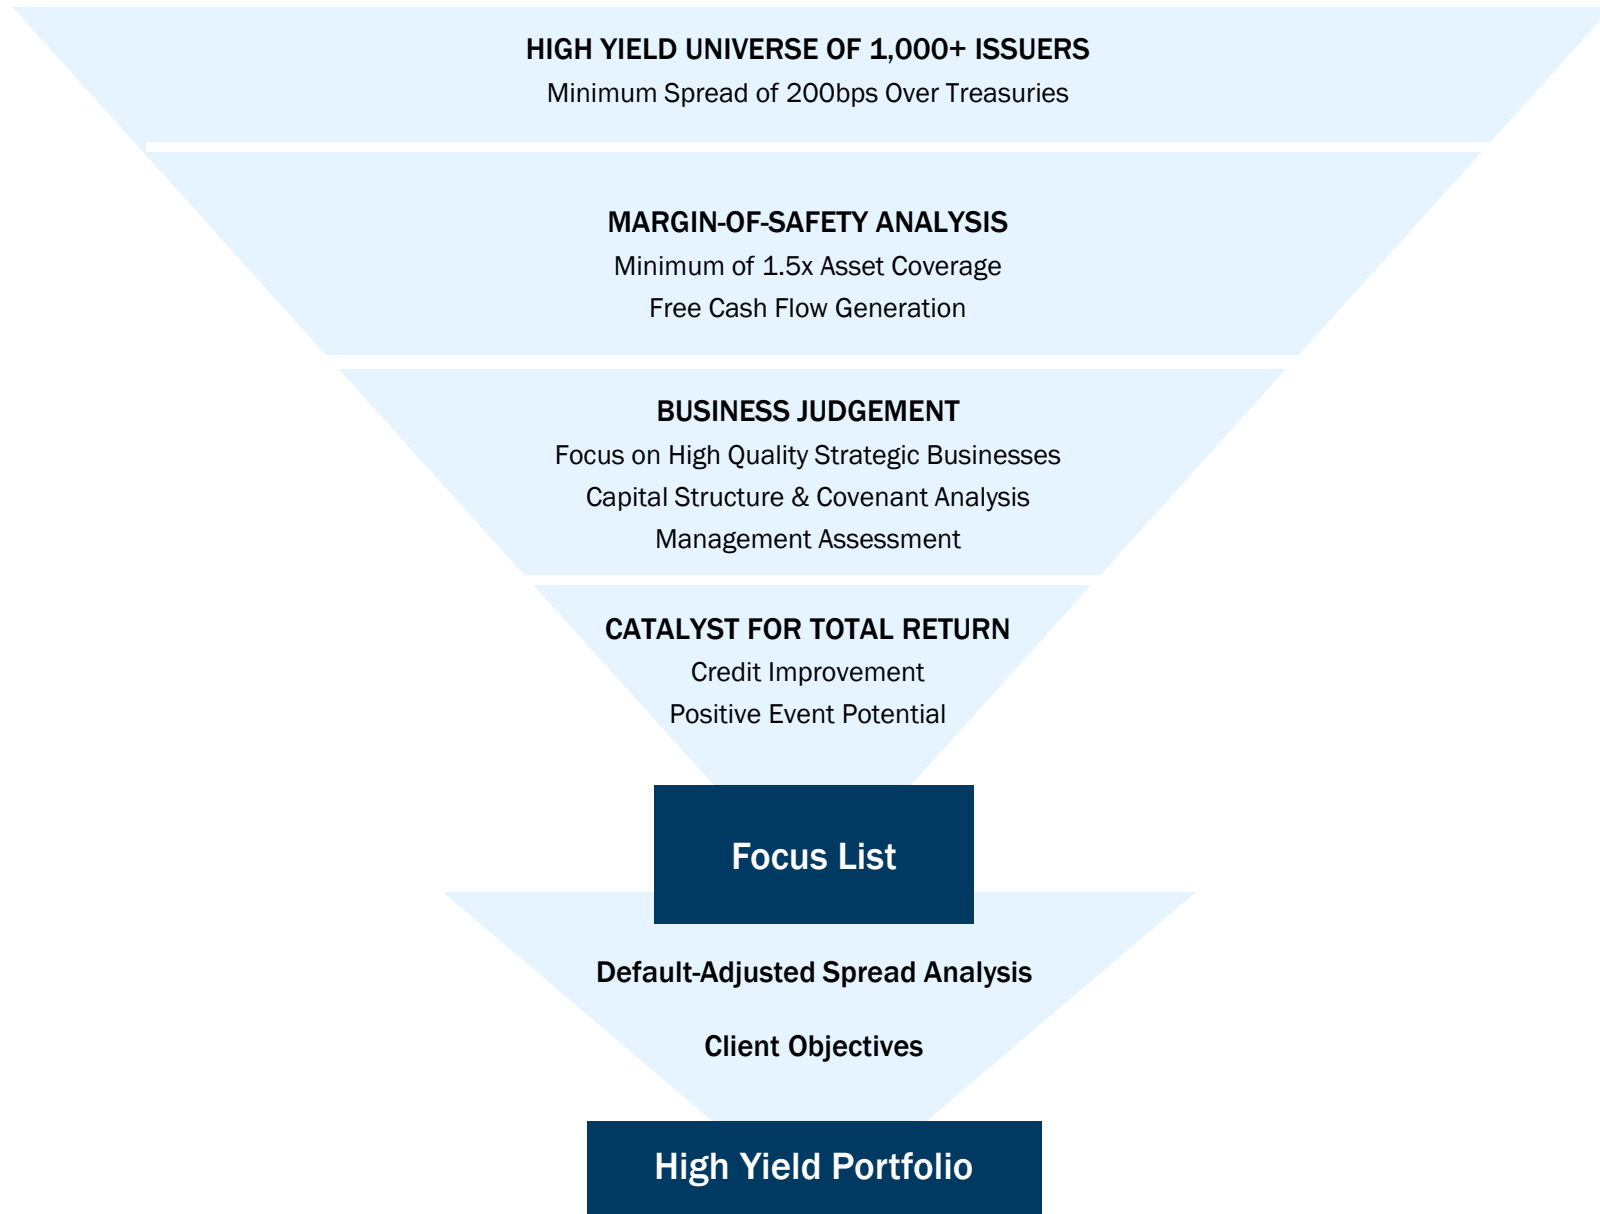 HIGH YIELD UNIVERSE OF 1,000+ ISSUERS
Minimum Spread of 200bps Over Treasuries
MARGIN-OF-SAFETY ANALYSIS
Minimum of 1.5x Asset Coverage
Free Cash Flow Generation
BUSINESS JUDGEMENT
Focus on High Quality Strategic Businesses
Capital Structure & Covenant Analysis
Management Assessment
CATALYST FOR TOTAL RETURN
Credit Improvement
Positive Event Potential
Focus List
Default-Adjusted Spread Analysis
Client Objectives
High Yield Portfolio